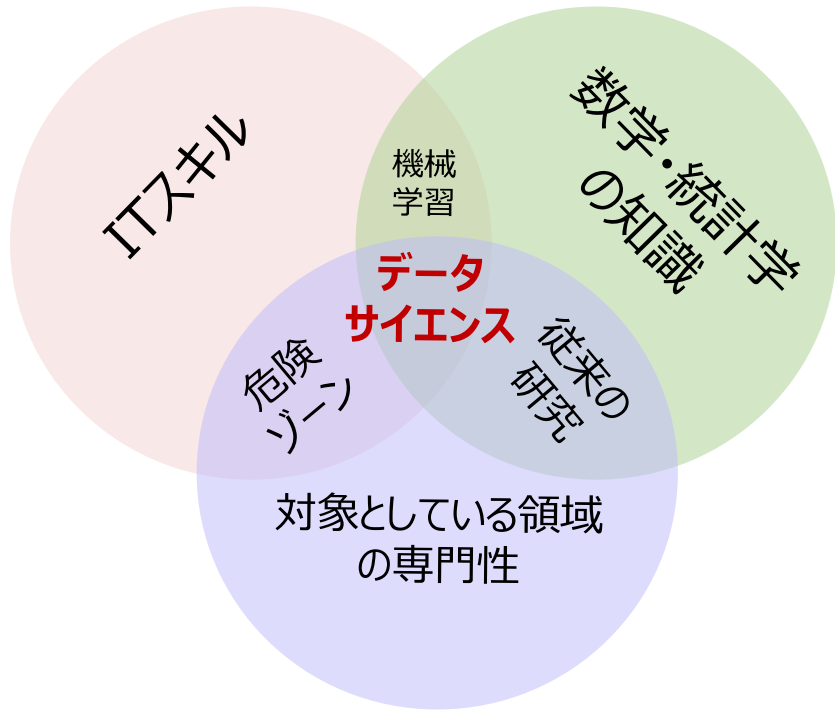 ITスキル
数学・統計学
の知識
機械
学習
データ
サイエンス
危険
ゾーン
従来の
研究
対象としている領域
の専門性